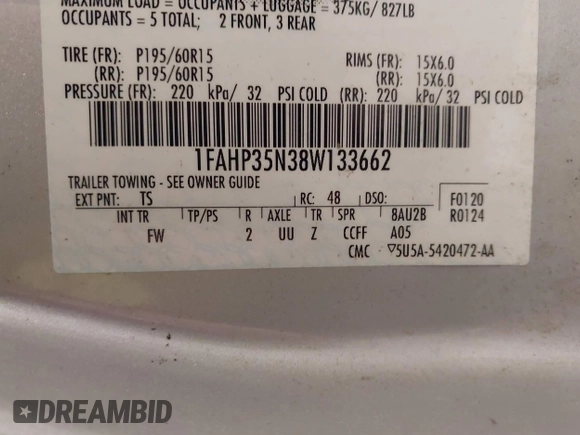 MAXIMUM LOAD = OCCUPANTS + LUGGAGE = 375KG/ 827LB
OCCUPANTS = 5 TOTAL; 2 FRONT, 3 REAR
TIRE (FR): P195/60R15 RIMS (FR): 15X6.0
(RR): P195/60R15 (RR): 15X6.0
PRESSURE (FR): 220 kPa/ 32 PSI COLD (RR): 220 kPa/ 32 PSI COLD
1FAHP35N38W133662
TRAILER TOWING - SEE OWNER GUIDE
EXT PNT: TS RC: 48 DSO: F0120
INT TR TP/PS R AXLE TR SPR 8AU2B R0124
FW 2 UU Z CCFF A05
CMC ▽5U5A-5420472-AA
DREAMBID